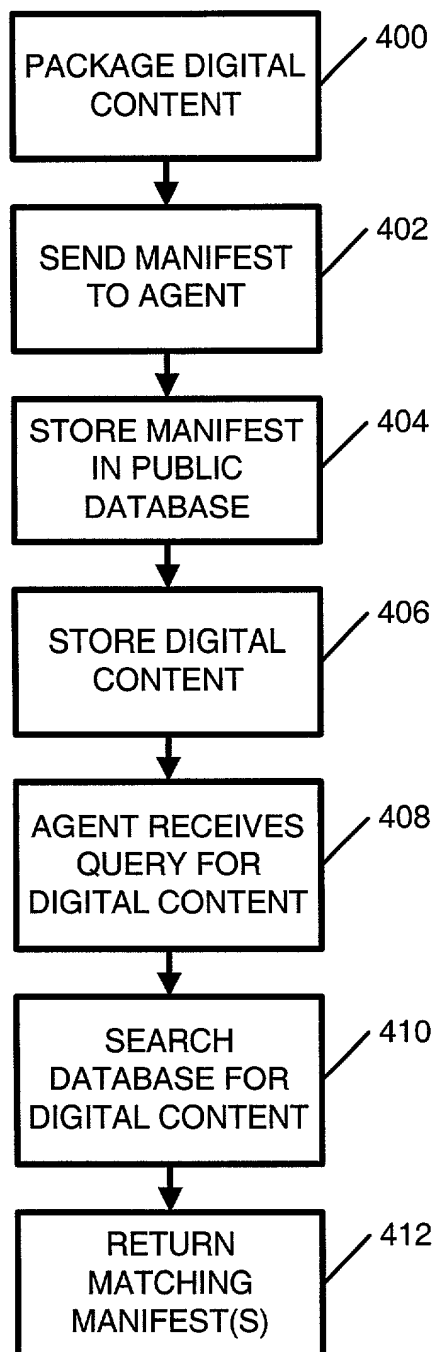 400
PACKAGE DIGITAL
CONTENT
402
SEND MANIFEST
TO AGENT
404
STORE MANIFEST
IN PUBLIC
DATABASE
406
STORE DIGITAL
CONTENT
408
AGENT RECEIVES
QUERY FOR
DIGITAL CONTENT
410
SEARCH
DATABASE FOR
DIGITAL CONTENT
412
RETURN
MATCHING
MANIFEST(S)